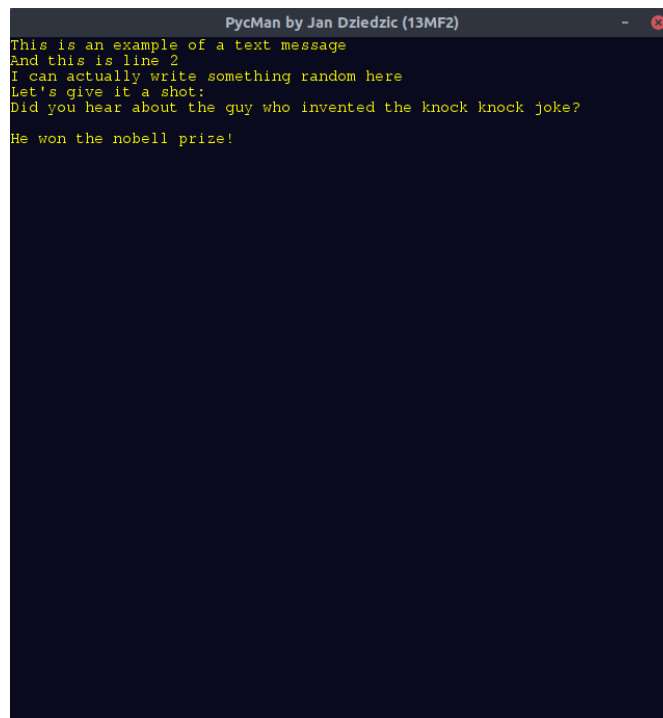 PycMan by Jan Dziedzic (13MF2)
This is an example of a text message
And this is line 2
I can actually write something random here
Let's give it a shot:
Did you hear about the guy who invented the knock knock joke?
He won the nobell prize!